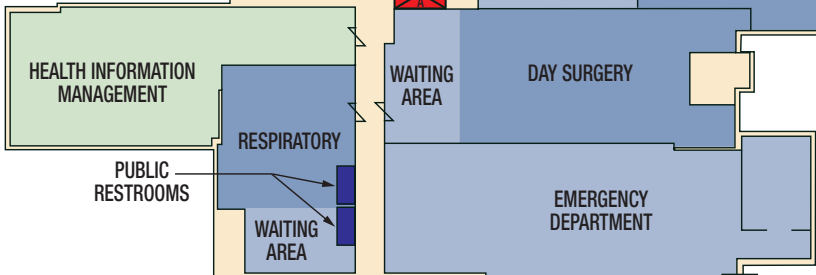 A
HEALTH INFORMATION
MANAGEMENT
WAITING
AREA
DAY SURGERY
RESPIRATORY
PUBLIC
RESTROOMS
WAITING
AREA
EMERGENCY
DEPARTMENT